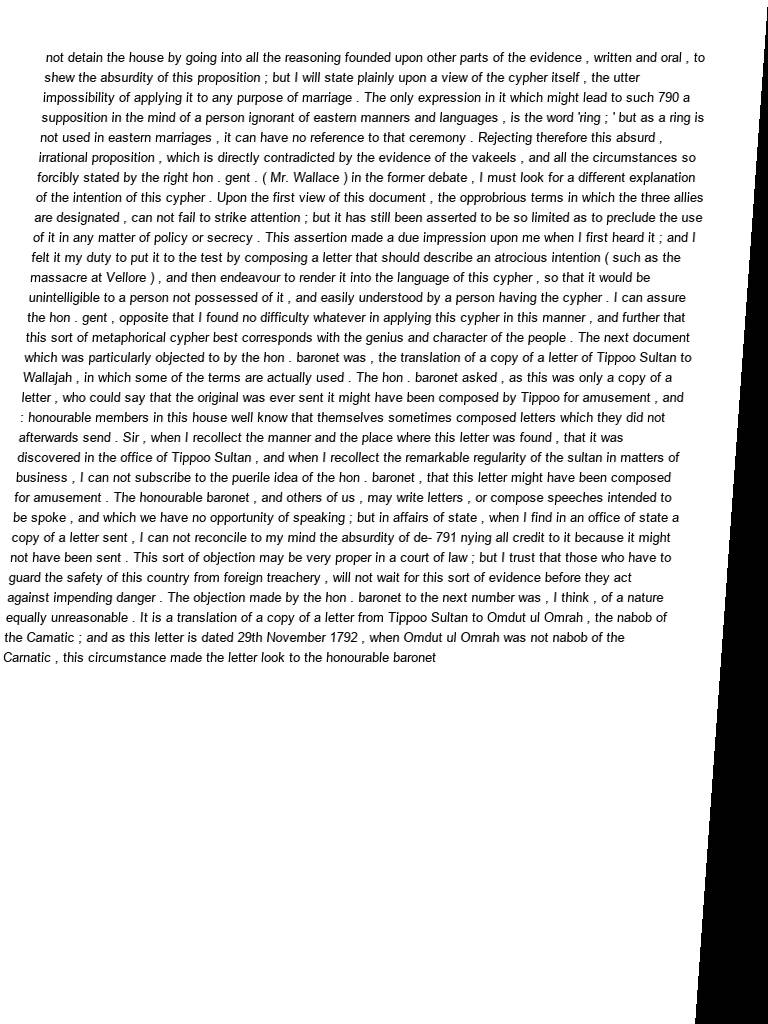 not detain the house by going into all the reasoning founded upon other parts of the evidence , written and oral , to
shew the absurdity of this proposition ; but I will state plainly upon a view of the cypher itself , the utter
impossibility of applying it to any purpose of marriage . The only expression in it which might lead to such 790 a
supposition in the mind of a person ignorant of eastern manners and languages , is the word 'ring ; ' but as a ring is
not used in eastern marriages , it can have no reference to that ceremony . Rejecting therefore this absurd ,
irrational proposition , which is directly contradicted by the evidence of the vakeels , and all the circumstances so
forcibly stated by the right hon . gent . ( Mr. Wallace ) in the former debate , I must look for a different explanation
of the intention of this cypher . Upon the first view of this document , the opprobrious terms in which the three allies
are designated , can not fail to strike attention ; but it has still been asserted to be so limited as to preclude the use
of it in any matter of policy or secrecy . This assertion made a due impression upon me when I first heard it ; and I
felt it my duty to put it to the test by composing a letter that should describe an atrocious intention ( such as the
massacre at Vellore ) , and then endeavour to render it into the language of this cypher , so that it would be
unintelligible to a person not possessed of it , and easily understood by a person having the cypher . I can assure
the hon . gent , opposite that I found no difficulty whatever in applying this cypher in this manner , and further that
this sort of metaphorical cypher best corresponds with the genius and character of the people . The next document
which was particularly objected to by the hon . baronet was , the translation of a copy of a letter of Tippoo Sultan to
Wallajah , in which some of the terms are actually used . The hon . baronet asked , as this was only a copy of a
letter , who could say that the original was ever sent it might have been composed by Tippoo for amusement , and
: honourable members in this house well know that themselves sometimes composed letters which they did not
afterwards send . Sir , when I recollect the manner and the place where this letter was found , that it was
discovered in the office of Tippoo Sultan , and when I recollect the remarkable regularity of the sultan in matters of
business , I can not subscribe to the puerile idea of the hon . baronet , that this letter might have been composed
for amusement . The honourable baronet , and others of us , may write letters , or compose speeches intended to
be spoke , and which we have no opportunity of speaking ; but in affairs of state , when I find in an office of state a
copy of a letter sent , I can not reconcile to my mind the absurdity of de- 791 nying all credit to it because it might
not have been sent . This sort of objection may be very proper in a court of law ; but I trust that those who have to
guard the safety of this country from foreign treachery , will not wait for this sort of evidence before they act
against impending danger . The objection made by the hon . baronet to the next number was , I think , of a nature
equally unreasonable . It is a translation of a copy of a letter from Tippoo Sultan to Omdut ul Omrah , the nabob of
the Camatic ; and as this letter is dated 29th November 1792 , when Omdut ul Omrah was not nabob of the
Carnatic , this circumstance made the letter look to the honourable baronet